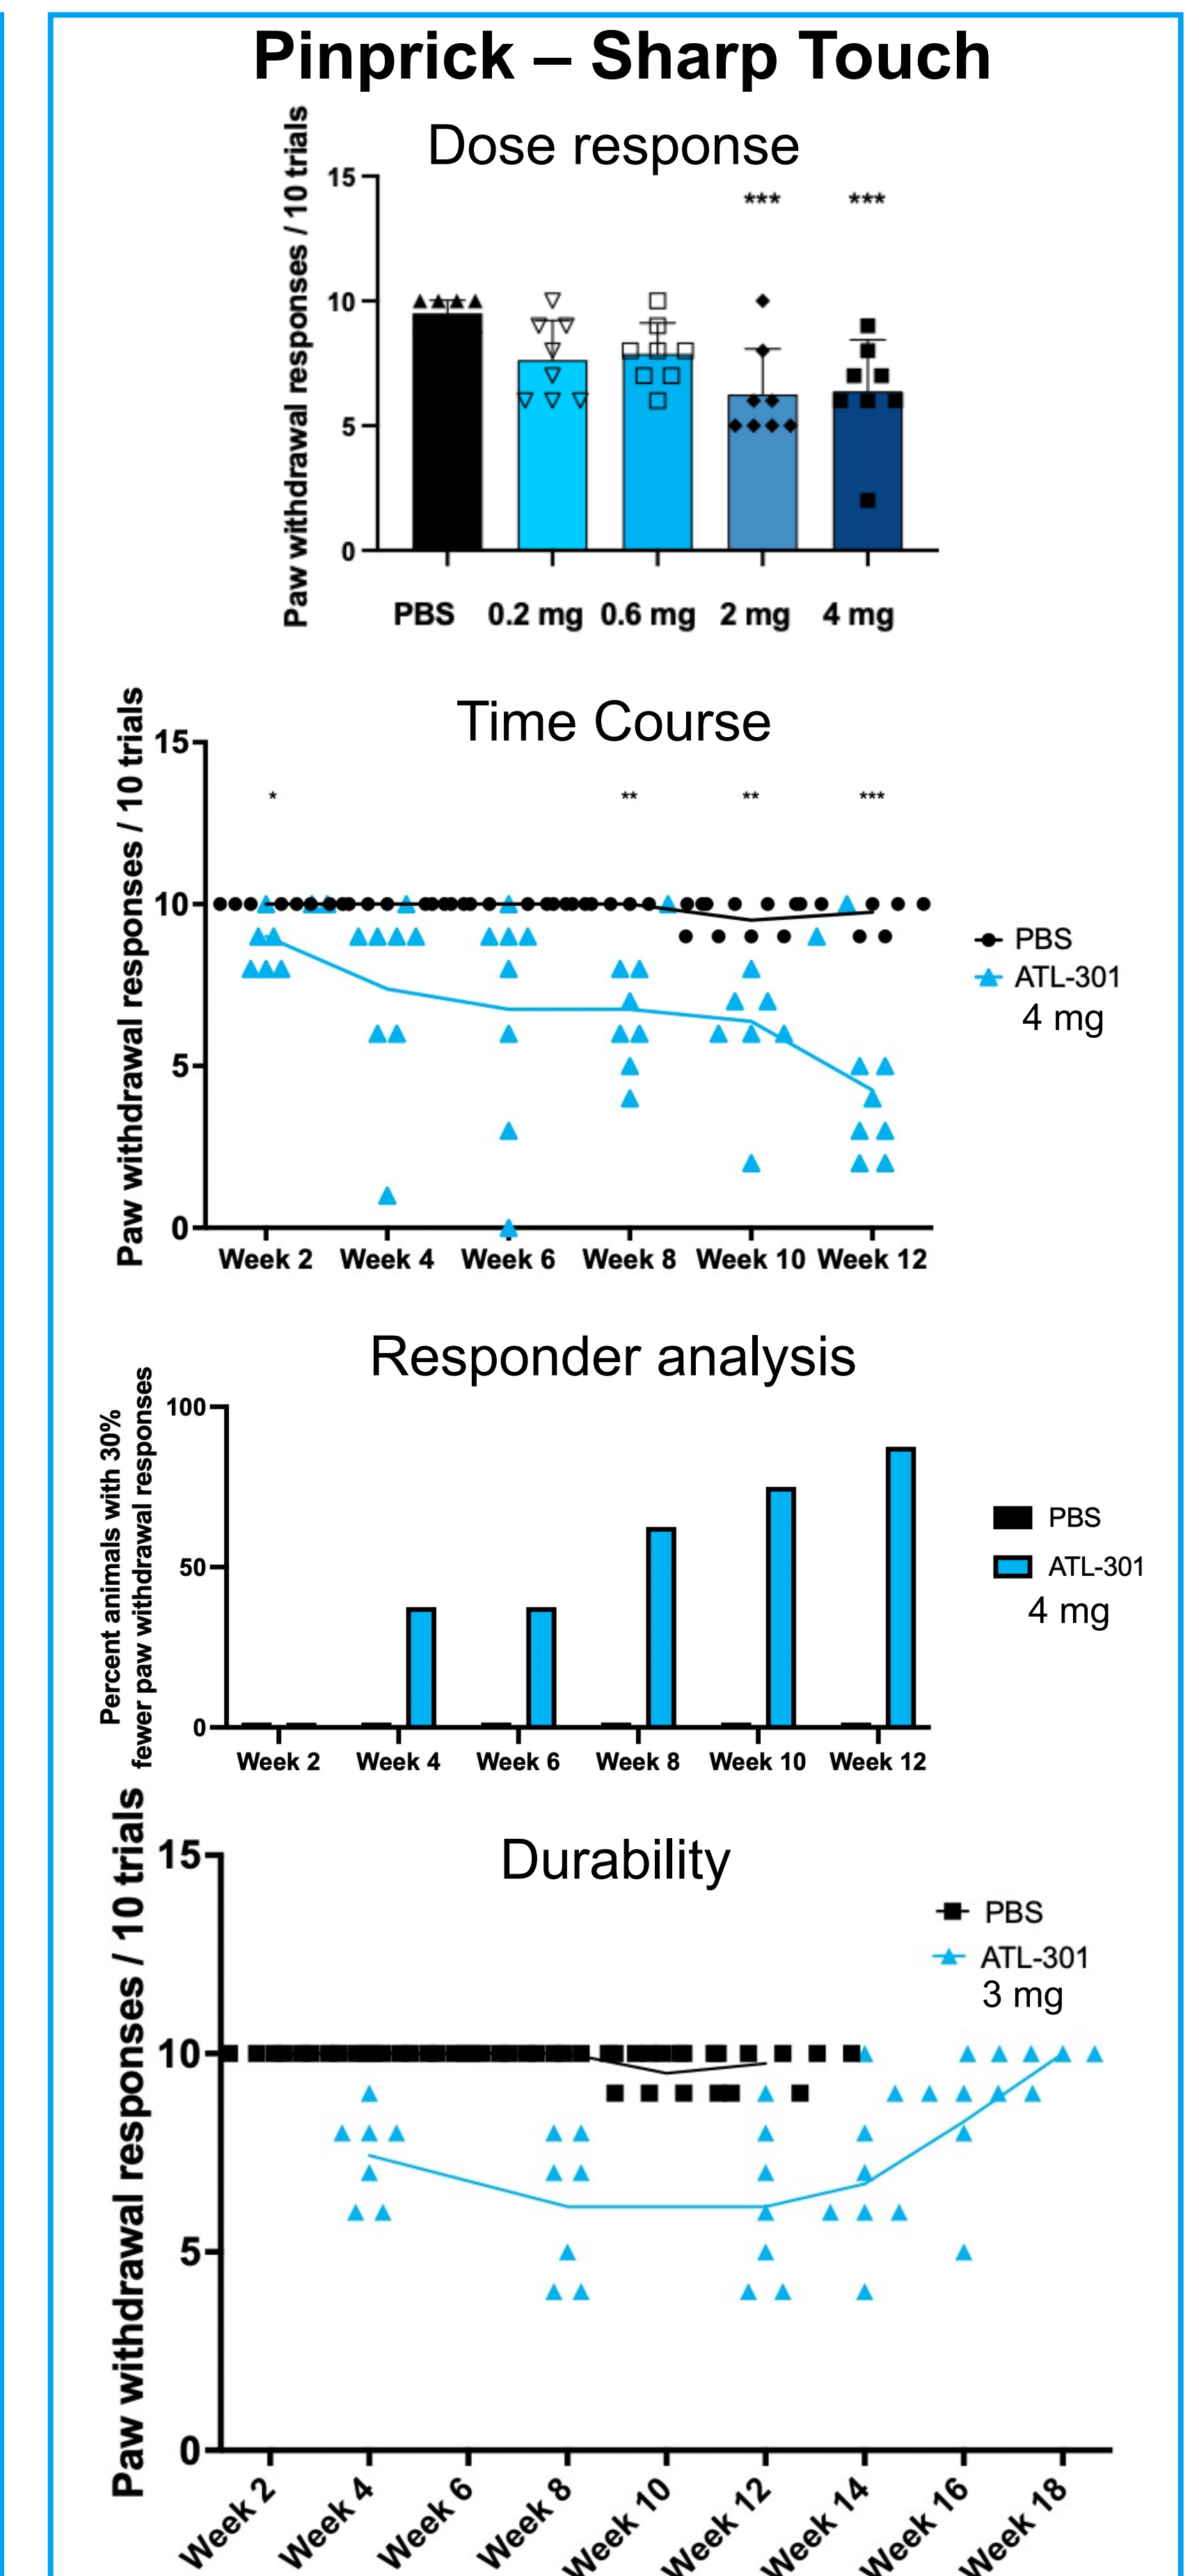 Pinprick – Sharp Touch
Dose response
Paw withdrawal responses / 10 trials
15
10
5
0
*** ***
PBS 0.2 mg 0.6 mg 2 mg 4 mg
Time Course
Paw withdrawal responses / 10 trials
15
10
5
0
* ** ** ***
Week 2 Week 4 Week 6 Week 8 Week 10 Week 12
PBS
ATL-301
4 mg
Responder analysis
Percent animals with 30%
fewer paw withdrawal responses
100
50
0
Week 2 Week 4 Week 6 Week 8 Week 10 Week 12
PBS
ATL-301
4 mg
Durability
Paw withdrawal responses / 10 trials
15
10
5
0
PBS
ATL-301
3 mg
Week 2 Week 4 Week 6 Week 8 Week 10 Week 12 Week 14 Week 16 Week 18